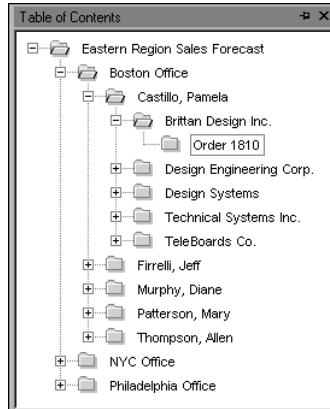 Table of Contents
Eastern Region Sales Forecast
Boston Office
Castillo, Pamela
Brittan Design Inc.
Order 1810
Design Engineering Corp.
Design Systems
Technical Systems Inc.
TeleBoards Co.
Firrelli, Jeff
Murphy, Diane
Patterson, Mary
Thompson, Allen
NYC Office
Philadelphia Office